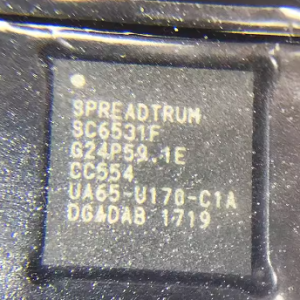 SPREADTRUM
SC6531F
G24P59.1E
CC554
UA65-U170-C1A
DGADAB 1719